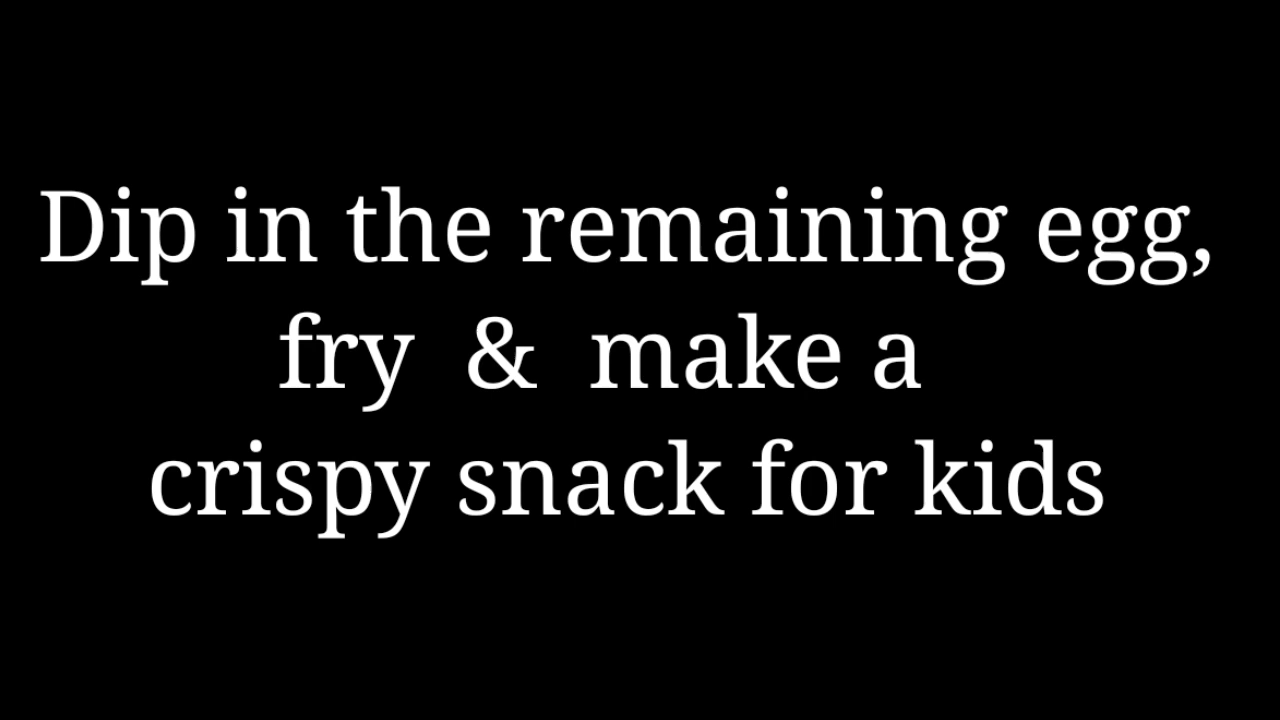 Dip in the remaining egg,
fry & make a
crispy snack for kids